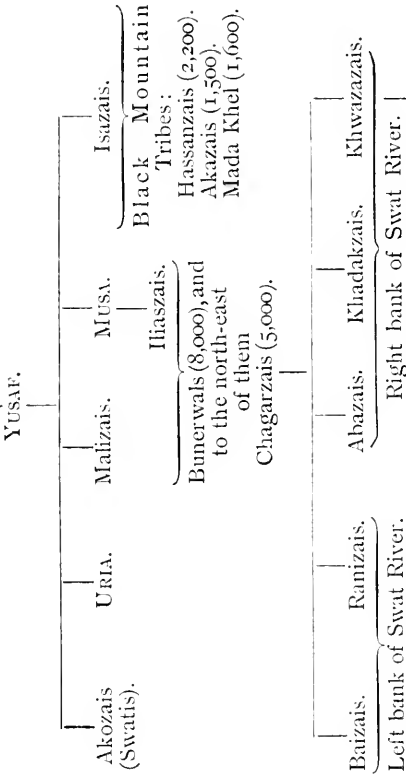 YUSAF.
Akozais
(Swatis).
URIA.
Malizais.
MUSA.
Isazais.
Iliaszais.
Black Mountain
Tribes:
Hassanzais (2,200).
Akazais (1,500).
Mada Khel (1,600).
Bunerwals (8,000), and
to the north-east
of them
Chagarzais (5,000).
Baizais.
Ranizais.
Abazais.
Khadakzais.
Khwazazais.
Left bank of Swat River.
Right bank of Swat River.